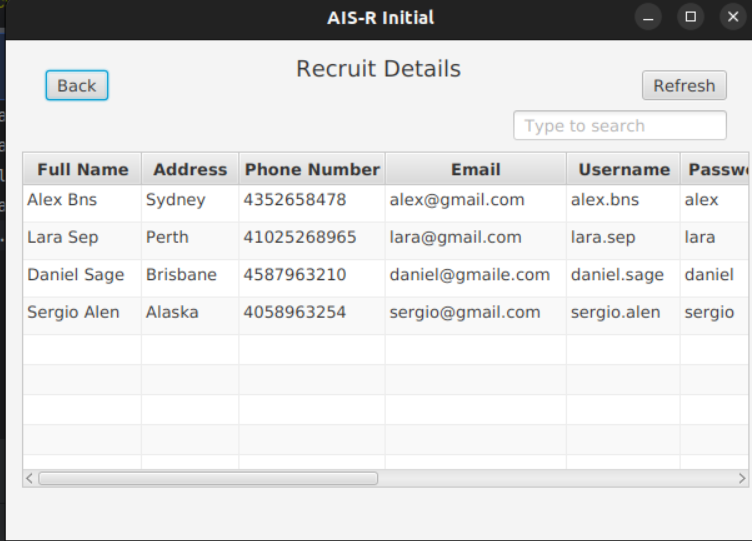 AIS-R Initial
Recruit Details
Back
Refresh
Type to search
Full Name Address Phone Number Email Username Passw
Alex Bns Sydney 4352658478 alex@gmail.com alex.bns alex
Lara Sep Perth 41025268965 lara@gmail.com lara.sep lara
Daniel Sage Brisbane 4587963210 daniel@gmaile.com daniel.sage daniel
Sergio Alen Alaska 4058963254 sergio@gmail.com sergio.alen sergio